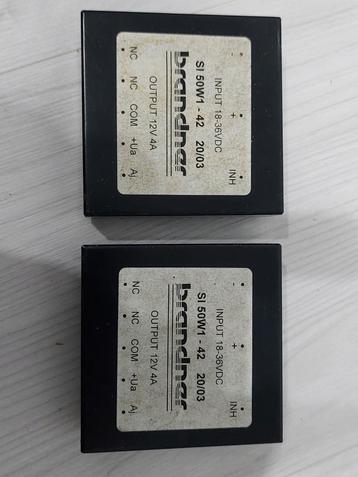 - + INH
INPUT 18-36VDC
SI 50W1 - 42 20/03
brandner
OUTPUT 12V 4A
NC NC COM +Ua Aj.
- + INH
INPUT 18-36VDC
SI 50W1 - 42 20/03
brandner
OUTPUT 12V 4A
NC NC COM +Ua Aj.